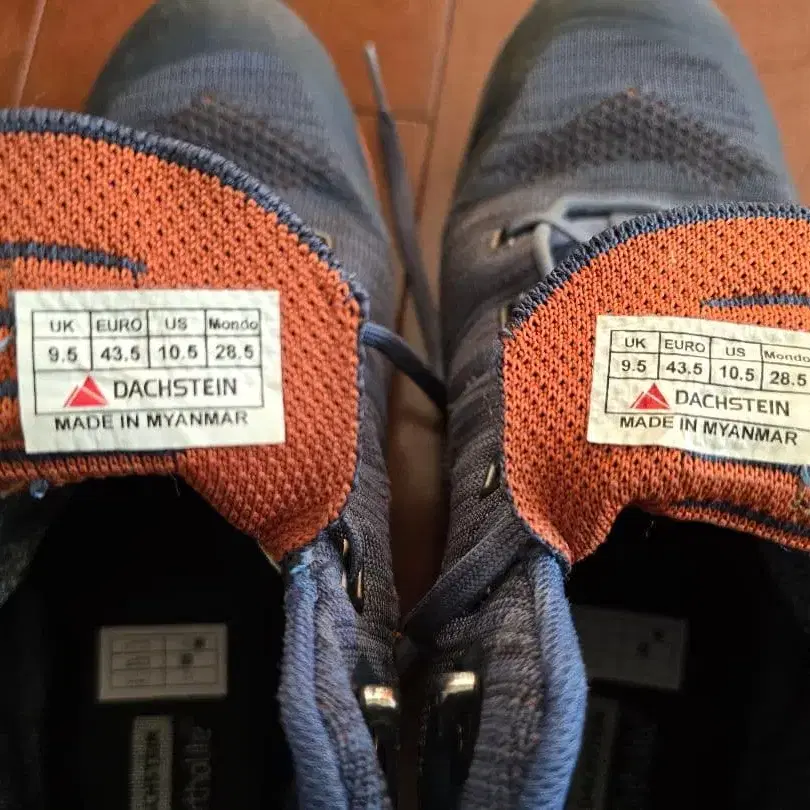 UK EURO US Mondo
9.5 43.5 10.5 28.5
DACHSTEIN
MADE IN MYANMAR
UK EURO US Mondo
9.5 43.5 10.5 28.5
DACHSTEIN
MADE IN MYANMAR
DACHSTEIN